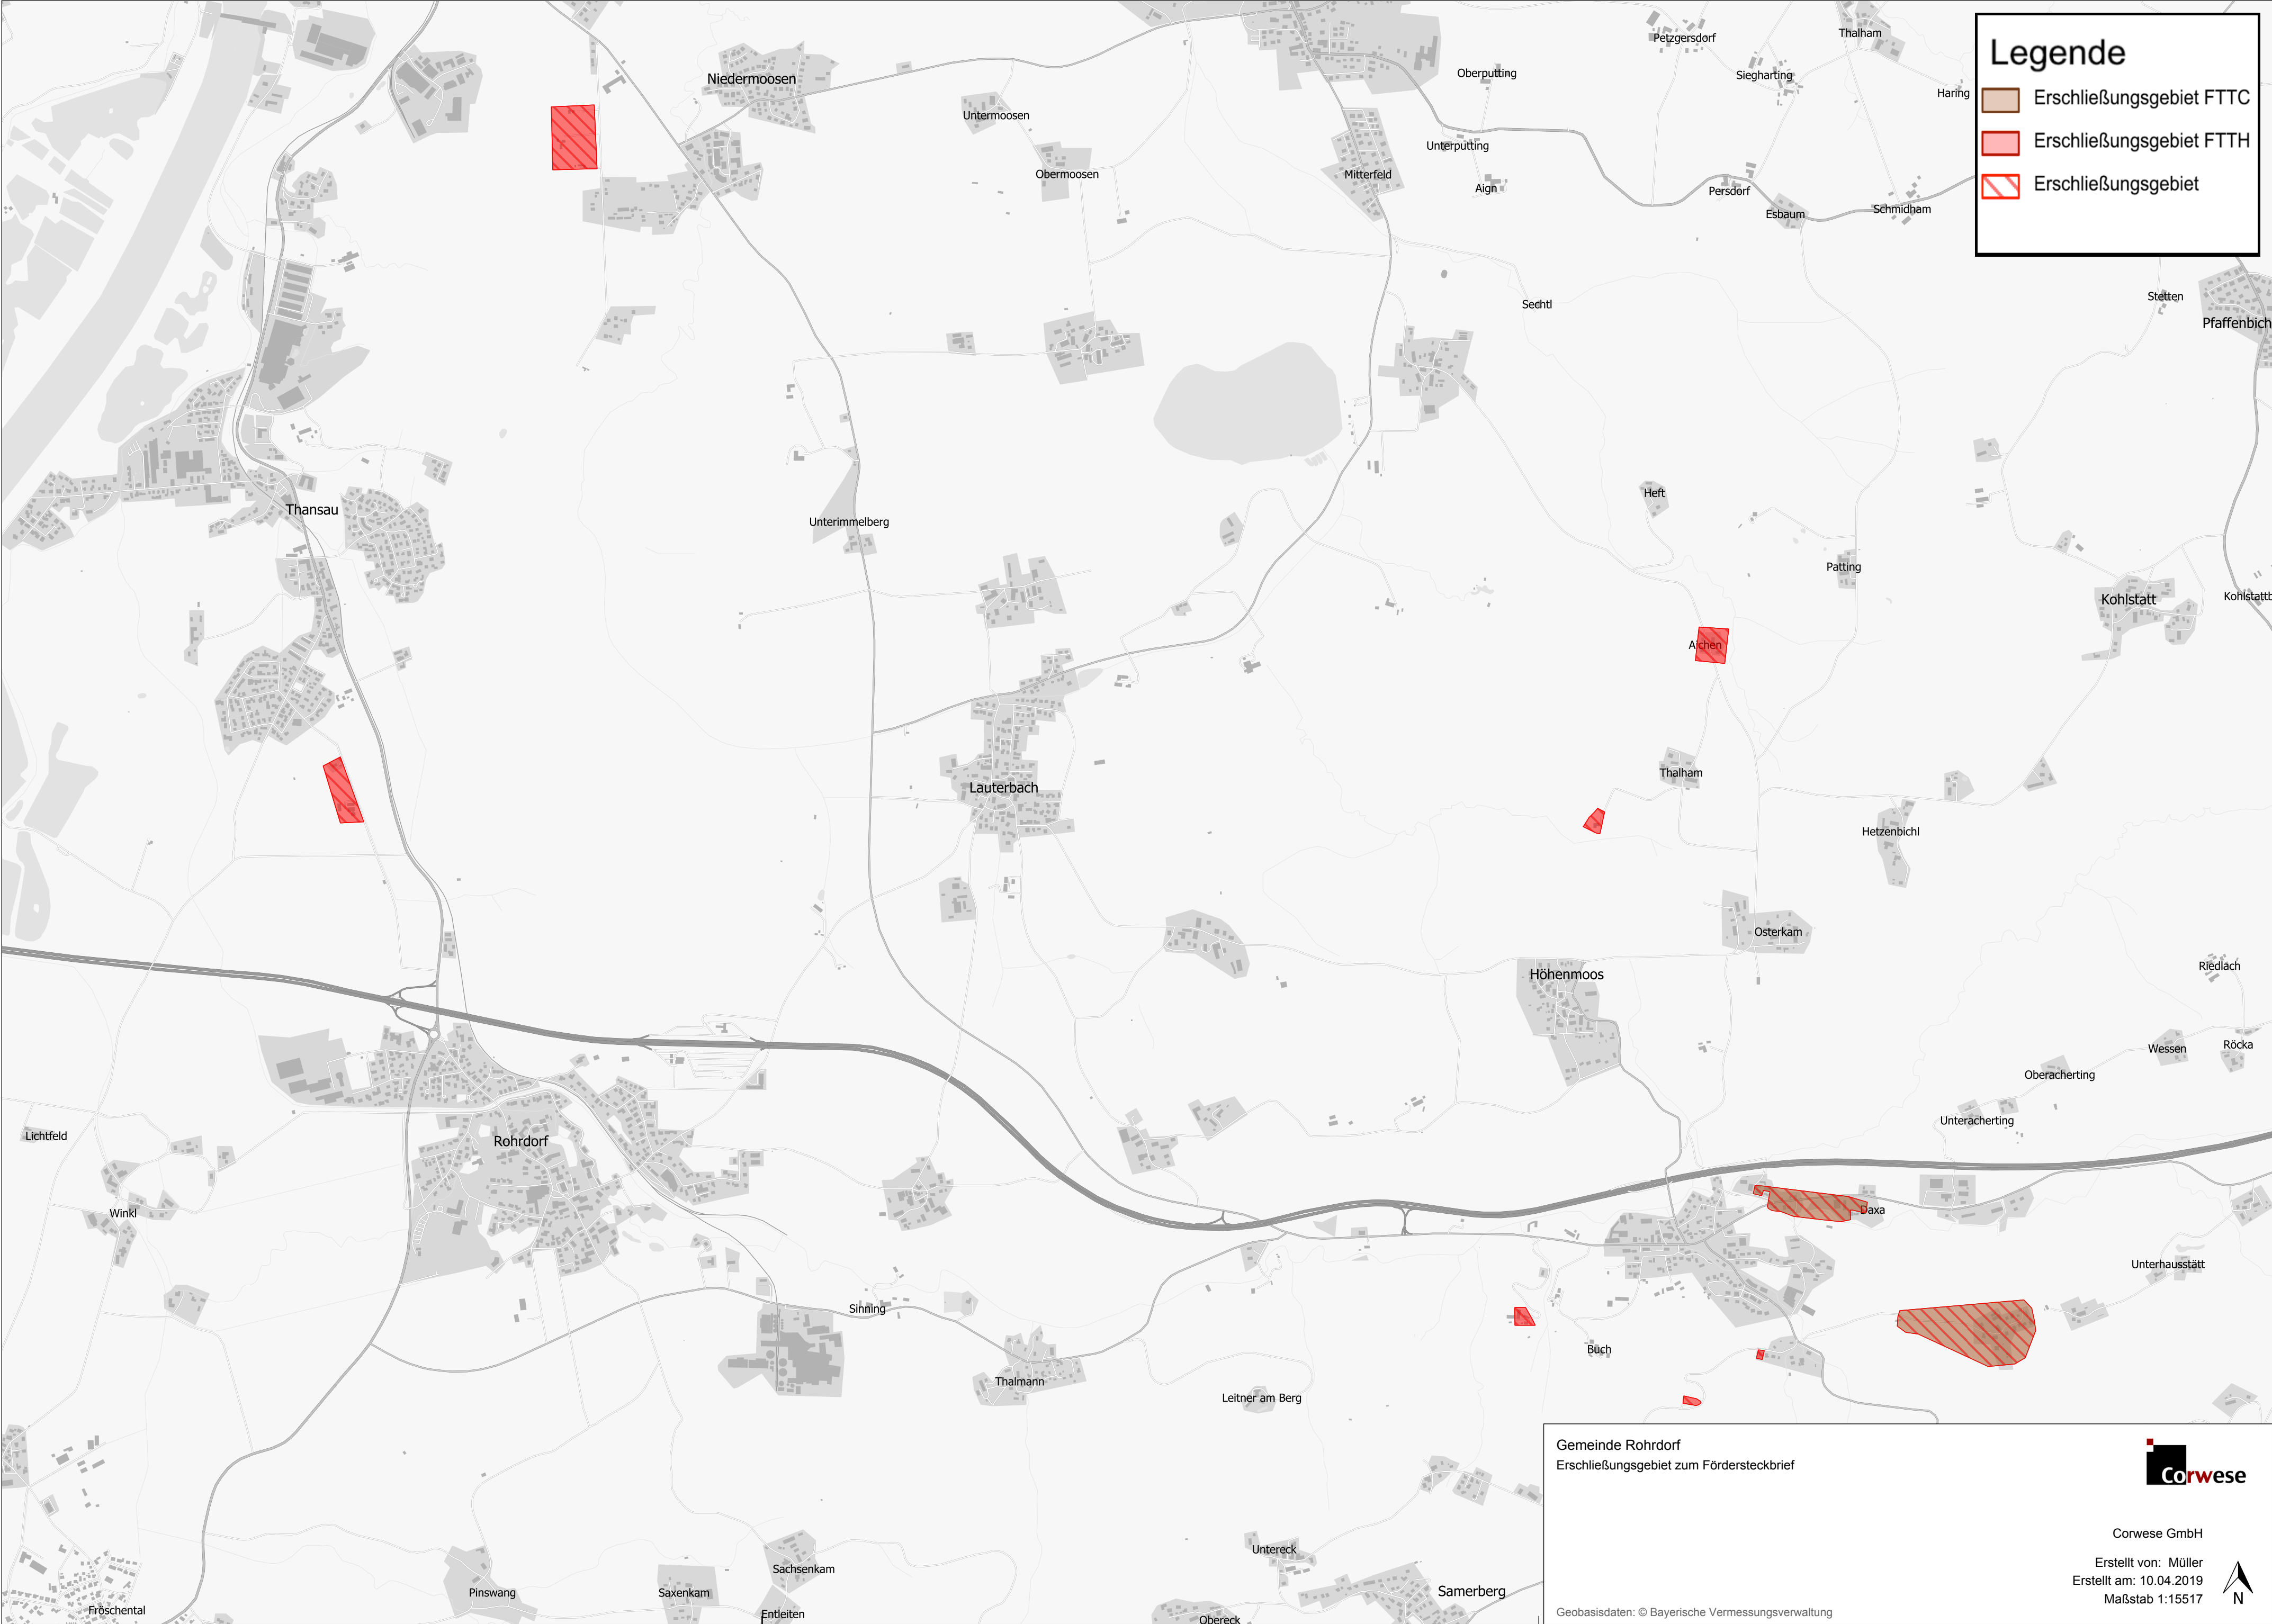 Legende
Erschließungsgebiet FTTC
Erschließungsgebiet FTTH
Erschließungsgebiet
Petzgersdorf
Thalham
Niedermoosen
Oberputting
Siegharting
Haring
Untermoosen
Unterputting
Obermoosen
Mitterfeld
Aign
Persdorf
Esbaum
Schmidham
Sechtl
Stetten
Pfaffenbich
Heft
Thansau
Unterimmelberg
Patting
Kohlstatt
Kohlstattb
Aichen
Thalham
Lauterbach
Hetzenbichl
Osterkam
Höhenmoos
Riedlach
Wessen
Röcka
Oberacherting
Unteracherting
Lichtfeld
Rohrdorf
Winkl
Daxa
Unterhausstätt
Sinning
Buch
Thalmann
Leitner am Berg
Untereck
Sachsenkam
Pinswang
Saxenkam
Samerberg
Fröschental
Entleiten
Obereck
Gemeinde Rohrdorf
Erschließungsgebiet zum Fördersteckbrief
Corwese
Corwese GmbH
Erstellt von: Müller
Erstellt am: 10.04.2019
Maßstab 1:15517
N
Geobasisdaten: © Bayerische Vermessungsverwaltung